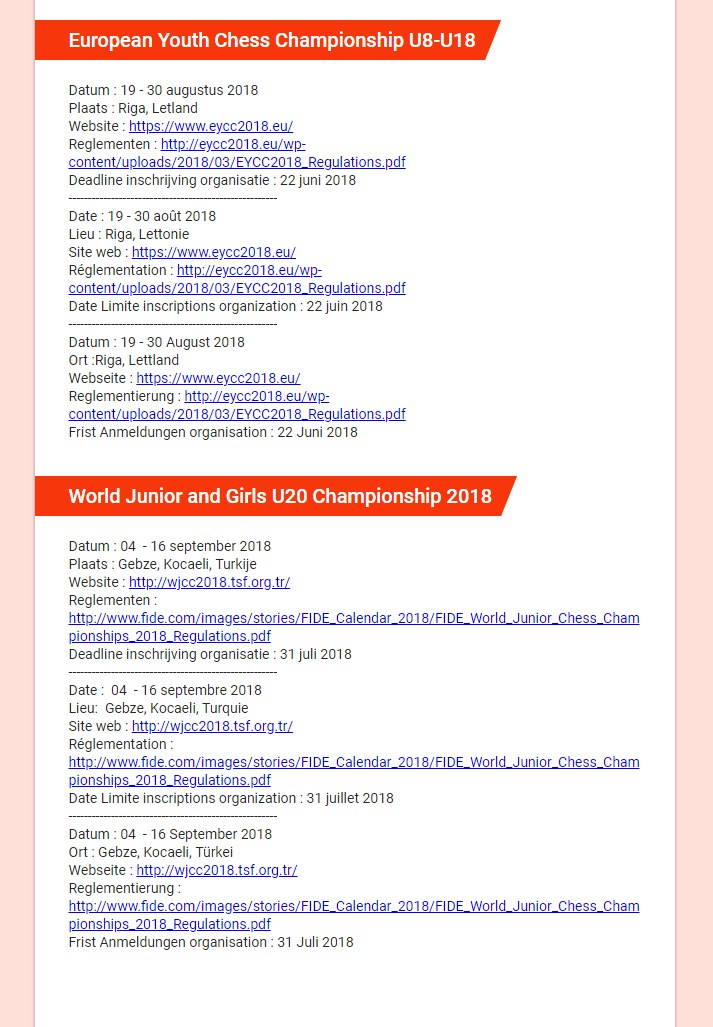 European Youth Chess Championship U8-U18
Datum : 19 - 30 augustus 2018
Plaats : Riga, Letland
Website : https://www.eycc2018.eu/
Reglementen : http://eycc2018.eu/wp-
content/uploads/2018/03/EYCC2018_Regulations.pdf
Deadline inschrijving organisatie : 22 juni 2018
------------------------------------------------------
Date : 19 - 30 août 2018
Lieu : Riga, Lettonie
Site web : https://www.eycc2018.eu/
Réglementation : http://eycc2018.eu/wp-
content/uploads/2018/03/EYCC2018_Regulations.pdf
Date Limite inscriptions organization : 22 juin 2018
------------------------------------------------------
Datum : 19 - 30 August 2018
Ort :Riga, Lettland
Webseite : https://www.eycc2018.eu/
Reglementierung : http://eycc2018.eu/wp-
content/uploads/2018/03/EYCC2018_Regulations.pdf
Frist Anmeldungen organisation : 22 Juni 2018
World Junior and Girls U20 Championship 2018
Datum : 04  - 16 september 2018
Plaats : Gebze, Kocaeli, Turkije
Website : http://wjcc2018.tsf.org.tr/
Reglementen :
http://www.fide.com/images/stories/FIDE_Calendar_2018/FIDE_World_Junior_Chess_Cham
pionships_2018_Regulations.pdf
Deadline inschrijving organisatie : 31 juli 2018
------------------------------------------------------
Date :  04  - 16 septembre 2018
Lieu:  Gebze, Kocaeli, Turquie
Site web : http://wjcc2018.tsf.org.tr/
Réglementation :
http://www.fide.com/images/stories/FIDE_Calendar_2018/FIDE_World_Junior_Chess_Cham
pionships_2018_Regulations.pdf
Date Limite inscriptions organization : 31 juillet 2018
------------------------------------------------------
Datum : 04  - 16 September 2018
Ort : Gebze, Kocaeli, Türkei
Webseite : http://wjcc2018.tsf.org.tr/
Reglementierung :
http://www.fide.com/images/stories/FIDE_Calendar_2018/FIDE_World_Junior_Chess_Cham
pionships_2018_Regulations.pdf
Frist Anmeldungen organisation : 31 Juli 2018